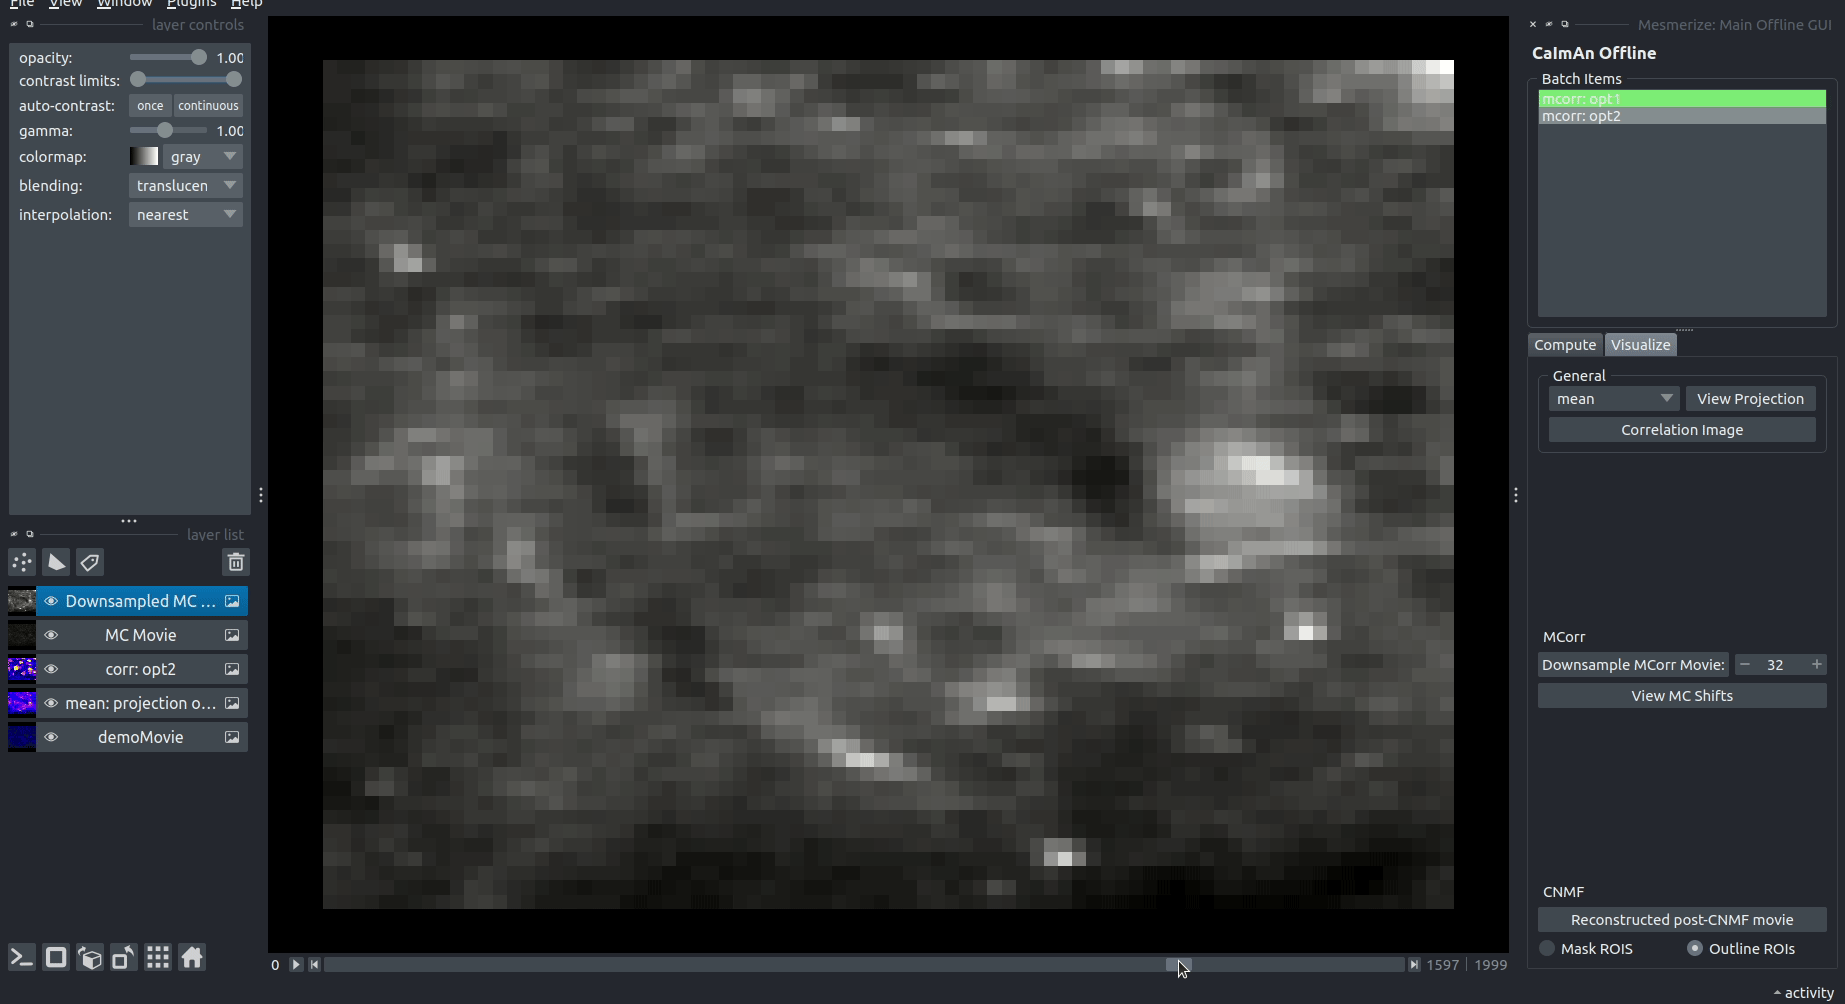 File View Window Plugins Help
layer controls
opacity: 1.00
contrast limits:
auto-contrast: once continuous
gamma: 1.00
colormap: gray
blending: translucen
interpolation: nearest
layer list
Downsampled MC ...
MC Movie
corr: opt2
mean: projection o...
demoMovie
0 1597 1999
Mesmerize: Main Offline GUI
CaImAn Offline
Batch Items
mcorr: opt1
mcorr: opt2
Compute Visualize
General
mean View Projection
Correlation Image
MCorr
Downsample MCorr Movie: − 32 +
View MC Shifts
CNMF
Reconstructed post-CNMF movie
Mask ROIS Outline ROIs
activity